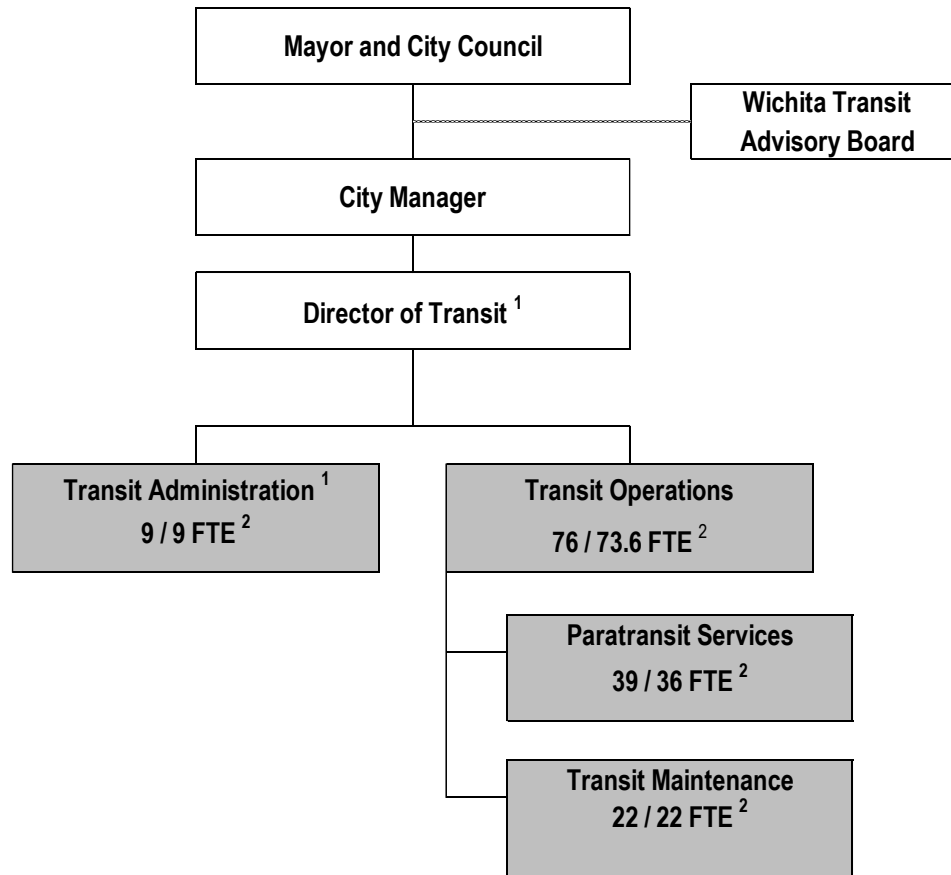 Mayor and City Council
Wichita Transit
Advisory Board
City Manager
Director of Transit 1
Transit Administration 1
9 / 9 FTE 2
Transit Operations
76 / 73.6 FTE 2
Paratransit Services
39 / 36 FTE 2
Transit Maintenance
22 / 22 FTE 2